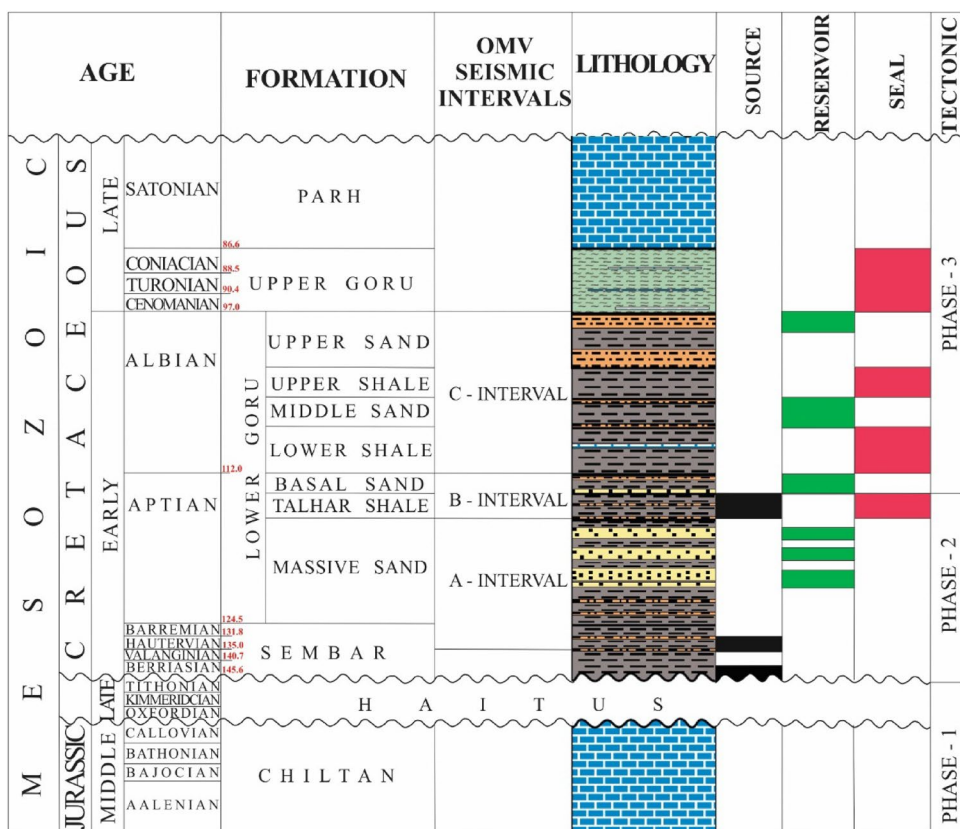 AGE
FORMATION
OMV
SEISMIC
INTERVALS
LITHOLOGY
SOURCE
RESERVOIR
SEAL
TECTONIC
MESOZOIC
CRETACEOUS
JURASSIC
LATE
EARLY
LATE
MIDDLE
SATONIAN
86.6
CONIACIAN
88.5
TURONIAN
90.4
CENOMANIAN
97.0
ALBIAN
112.0
APTIAN
124.5
BARREMIAN
131.8
HAUTERVIAN
135.0
VALANGINIAN
140.7
BERRIASIAN
145.6
TITHONIAN
KIMMERIDCIAN
OXFORDIAN
CALLOVIAN
BATHONIAN
BAJOCIAN
AALENIAN
PARH
UPPER GORU
LOWER GORU
UPPER SAND
UPPER SHALE
MIDDLE SAND
LOWER SHALE
BASAL SAND
TALHAR SHALE
MASSIVE SAND
SEMBAR
HAITUS
CHILTAN
C - INTERVAL
B - INTERVAL
A - INTERVAL
PHASE - 3
PHASE - 2
PHASE - 1